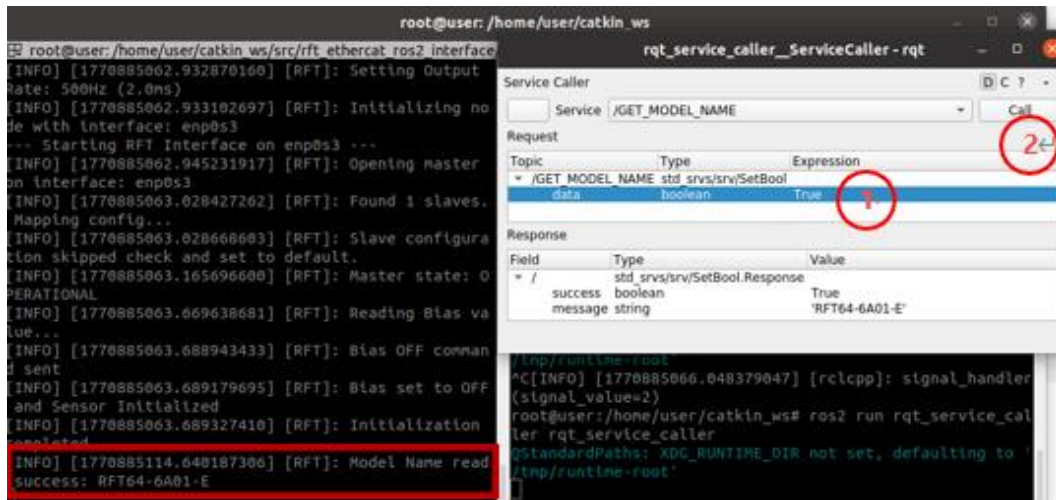 root@user: /home/user/catkin_ws
root@user: /home/user/catkin_ws/src/rft_ethercat_ros2_interface
[INFO] [1770885062.932870160] [RFT]: Setting Output
Rate: 500Hz (2.0ms)
[INFO] [1770885062.933102697] [RFT]: Initializing no
de with interface: enp0s3
--- Starting RFT Interface on enp0s3 ---
[INFO] [1770885062.945231917] [RFT]: Opening master
on interface: enp0s3
[INFO] [1770885063.028427262] [RFT]: Found 1 slaves.
Mapping config...
[INFO] [1770885063.028668603] [RFT]: Slave configura
tion skipped check and set to default.
[INFO] [1770885063.165696600] [RFT]: Master state: O
PERATIONAL
[INFO] [1770885063.669638681] [RFT]: Reading Bias va
lue...
[INFO] [1770885063.688943433] [RFT]: Bias OFF comman
d sent
[INFO] [1770885063.689179695] [RFT]: Bias set to OFF
and Sensor Initialized
[INFO] [1770885063.689327410] [RFT]: Initialization
completed
INFO] [1770885114.640187306] [RFT]: Model Name read
success: RFT64-6A01-E
rqt_service_caller__ServiceCaller - rqt
Service Caller
D C ? -
Service /GET_MODEL_NAME
Call
Request
2
Topic Type Expression
/GET_MODEL_NAME std_srvs/srv/SetBool
data boolean True
1
Response
Field Type Value
/ std_srvs/srv/SetBool.Response
success boolean True
message string 'RFT64-6A01-E'
/tmp/runtime-root'
^C[INFO] [1770885066.048379047] [rclcpp]: signal_handler
(signal_value=2)
root@user:/home/user/catkin_ws# ros2 run rqt_service_cal
ler rqt_service_caller
QStandardPaths: XDG_RUNTIME_DIR not set, defaulting to '
/tmp/runtime-root'